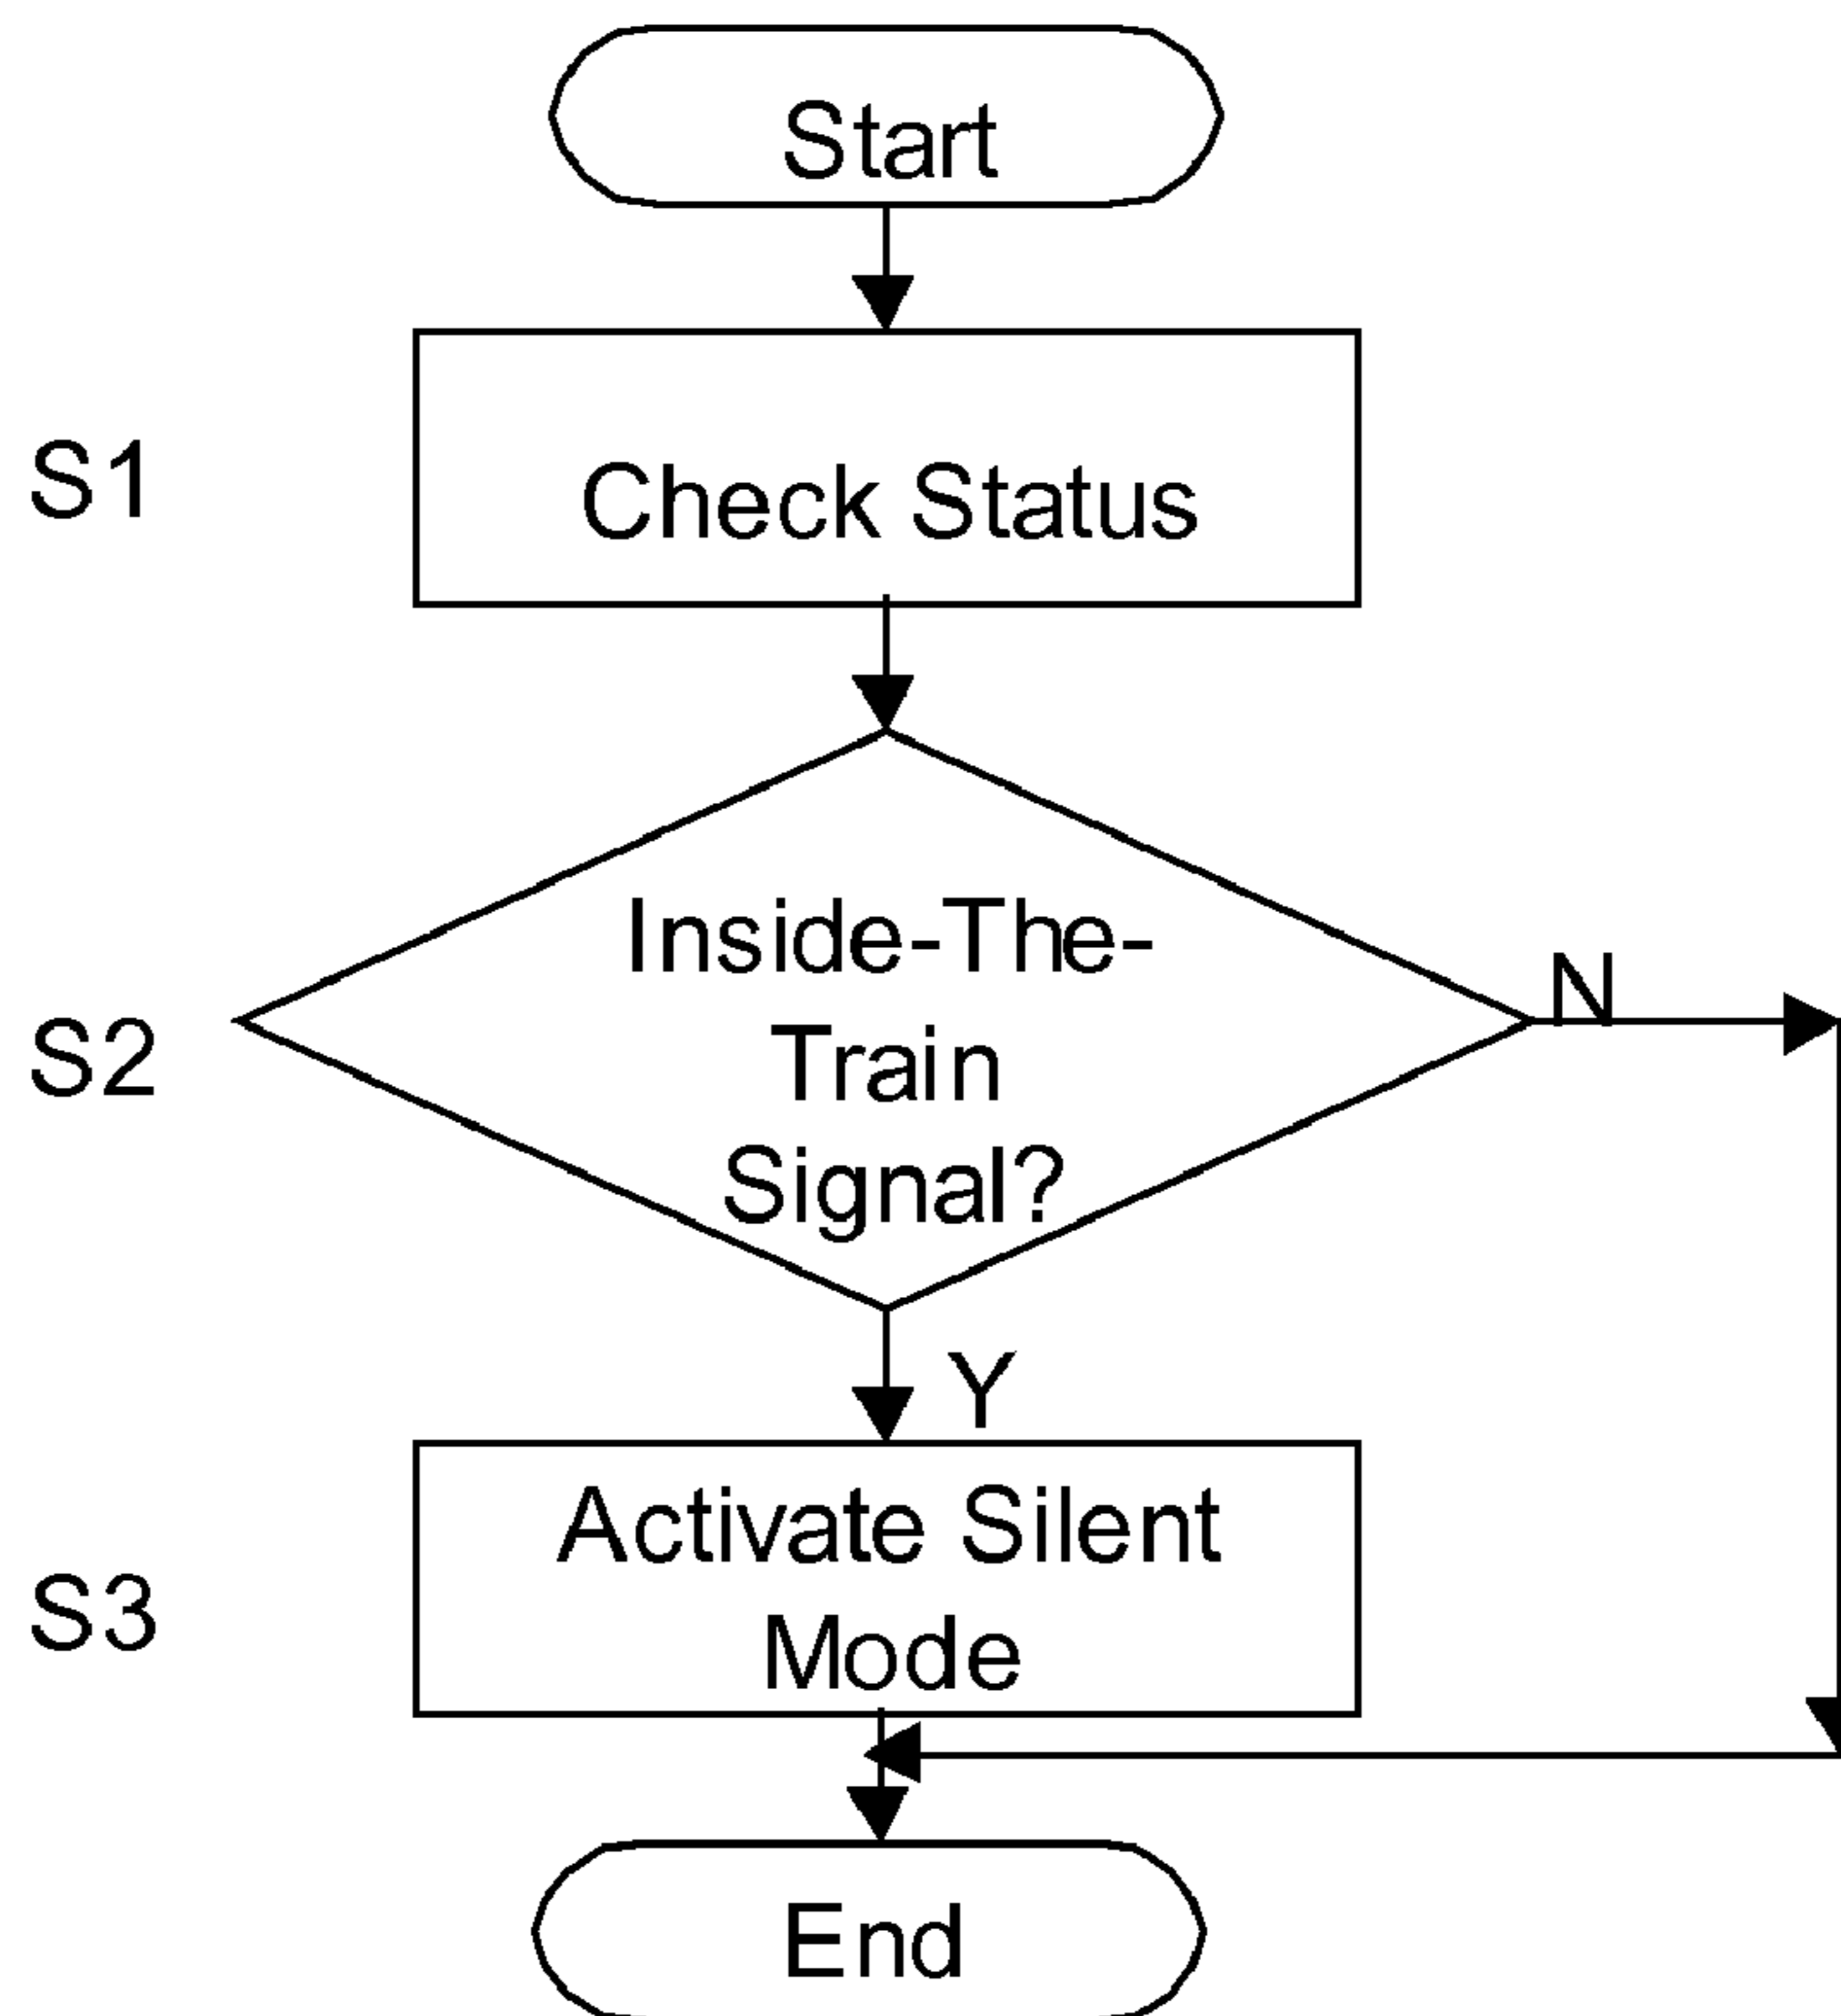 Start
S1
Check Status
S2
Inside-The-
Train
Signal?
N
Y
S3
Activate Silent
Mode
End